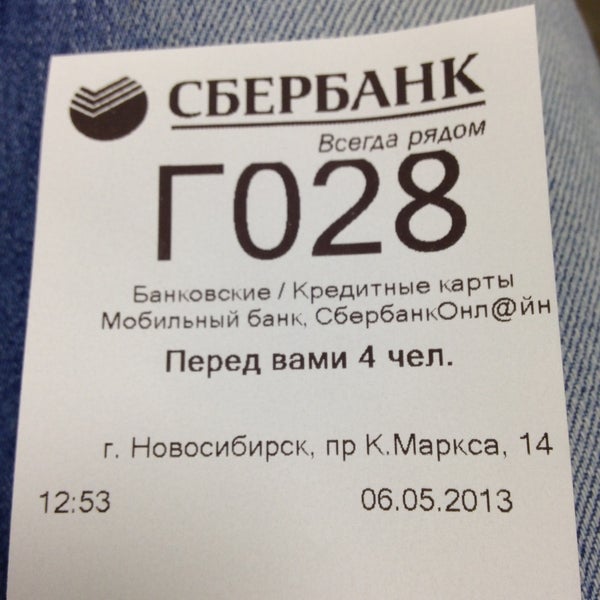 СБЕРБАНК
Всегда рядом
Г028
Банковские / Кредитные карты
Мобильный банк, СбербанкОнл@йн
Перед вами 4 чел.
г. Новосибирск, пр К.Маркса, 14
12:53 06.05.2013